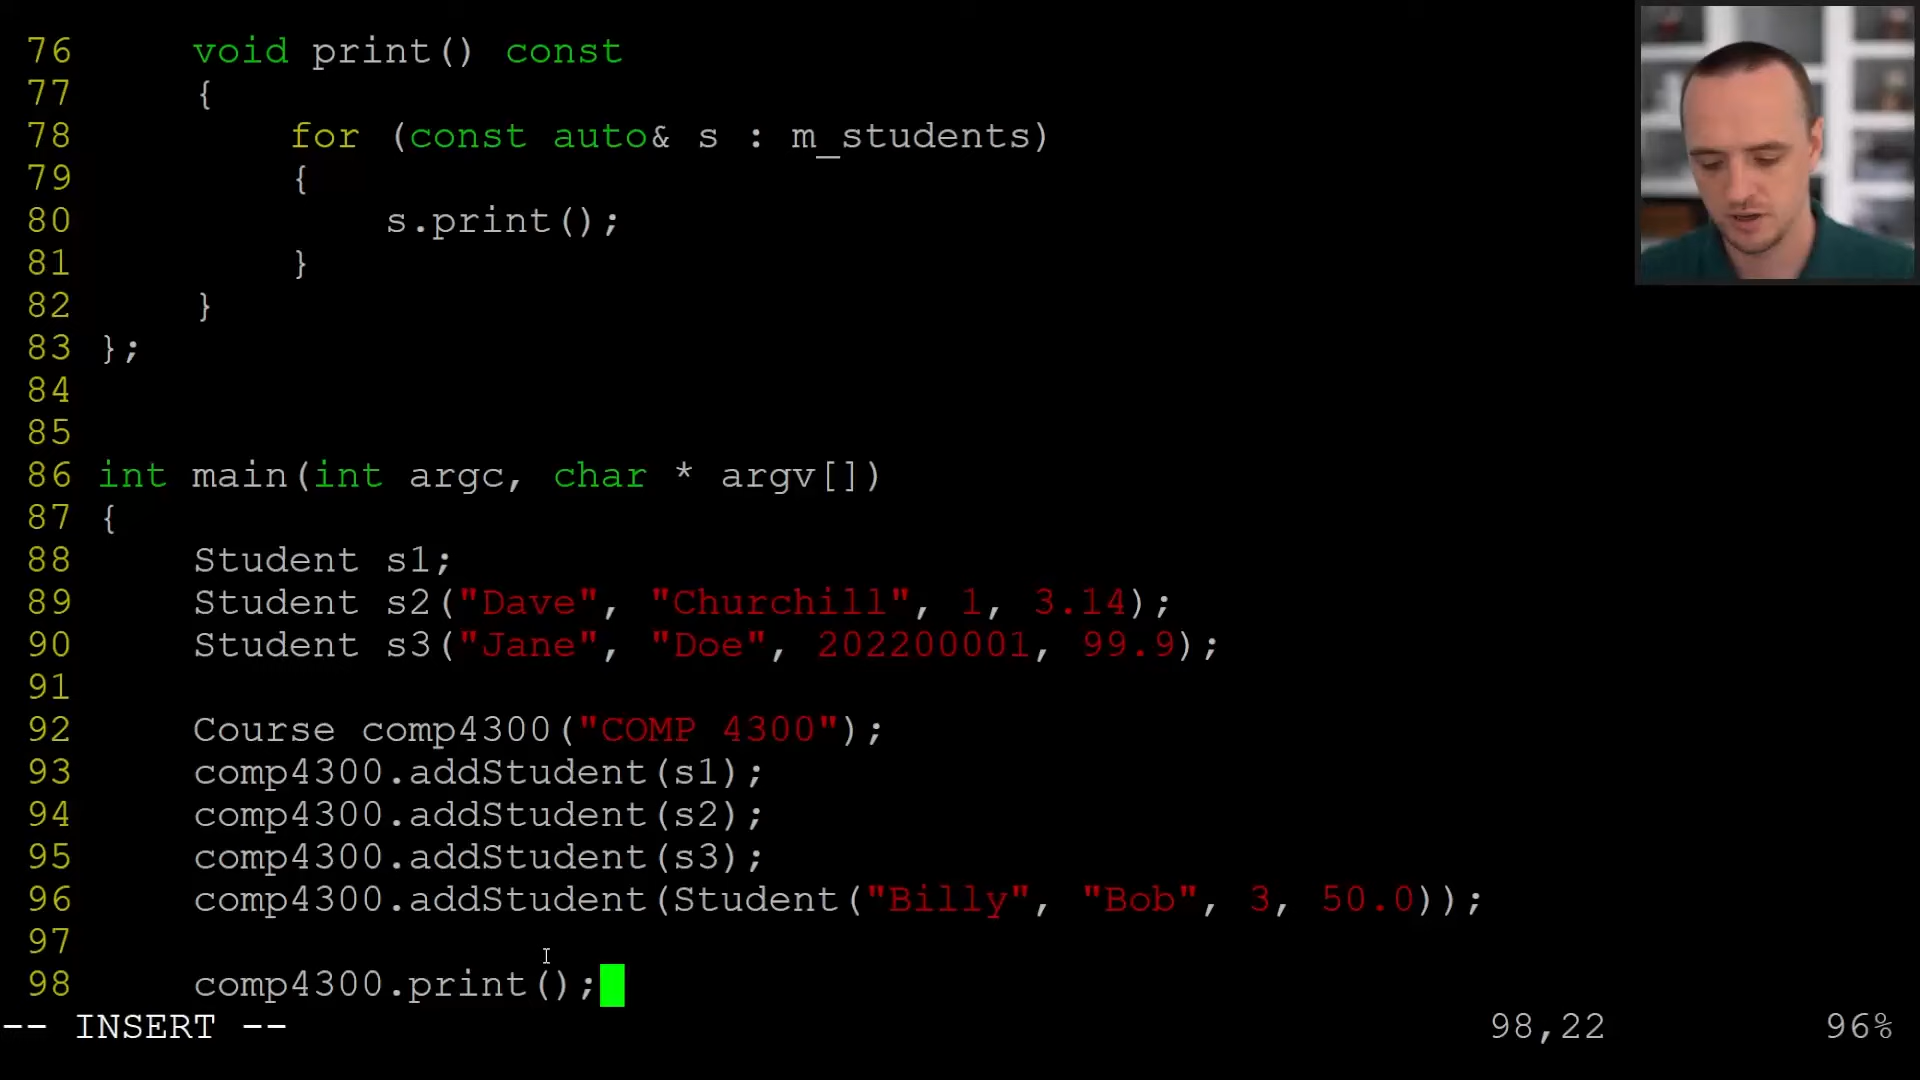 76     void print() const
77     {
78         for (const auto& s : m_students)
79         {
80             s.print();
81         }
82     }
83 };
84
85
86 int main(int argc, char * argv[])
87 {
88     Student s1;
89     Student s2("Dave", "Churchill", 1, 3.14);
90     Student s3("Jane", "Doe", 202200001, 99.9);
91
92     Course comp4300("COMP 4300");
93     comp4300.addStudent(s1);
94     comp4300.addStudent(s2);
95     comp4300.addStudent(s3);
96     comp4300.addStudent(Student("Billy", "Bob", 3, 50.0));
97
98     comp4300.print();
-- INSERT -- 98,22 96%